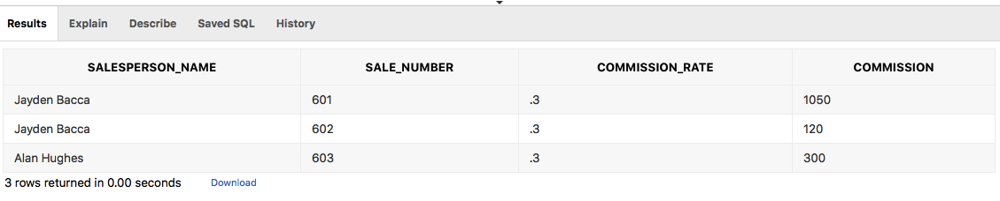 Results Explain Describe Saved SQL History
SALESPERSON_NAME SALE_NUMBER COMMISSION_RATE COMMISSION
Jayden Bacca 601 .3 1050
Jayden Bacca 602 .3 120
Alan Hughes 603 .3 300
3 rows returned in 0.00 seconds Download